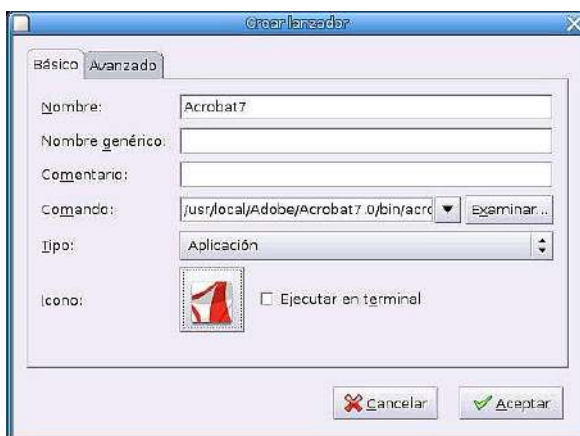 Crear lanzador
Básico
Avanzado
Nombre:
Acrobat7
Nombre genérico:
Comentario:
Comando:
/usr/local/Adobe/Acrobat7.0/bin/acro
Examinar...
Tipo:
Aplicación
Icono:
Ejecutar en terminal
Cancelar
Aceptar